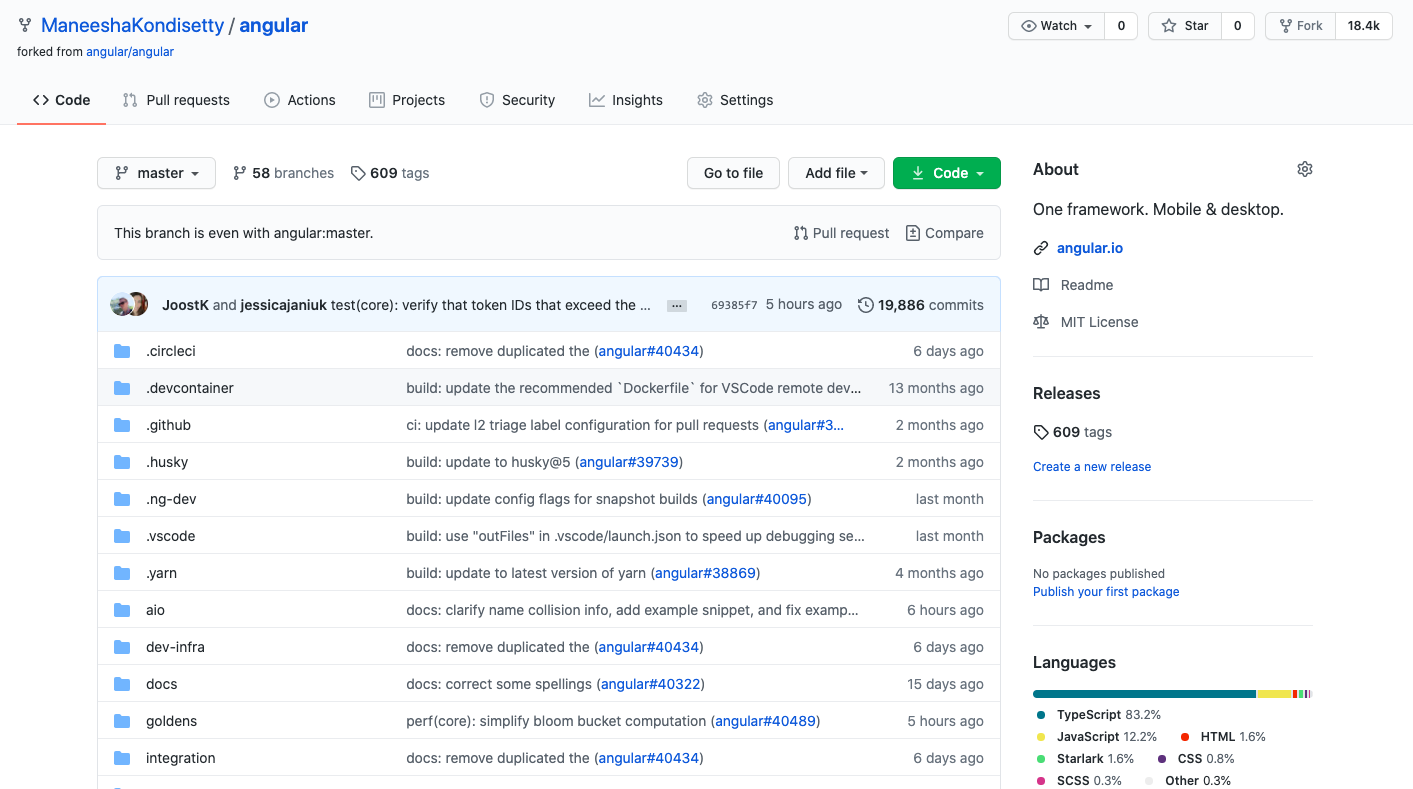 ManeeshaKondisetty / angular
Watch 0 Star 0 Fork 18.4k
forked from angular/angular
Code Pull requests Actions Projects Security Insights Settings
master 58 branches 609 tags Go to file Add file Code
This branch is even with angular:master. Pull request Compare
JoostK and jessicajaniuk test(core): verify that token IDs that exceed the ... ... 69385f7 5 hours ago 19,886 commits
.circleci docs: remove duplicated the (angular#40434) 6 days ago
.devcontainer build: update the recommended `Dockerfile` for VSCode remote dev... 13 months ago
.github ci: update l2 triage label configuration for pull requests (angular#3... 2 months ago
.husky build: update to husky@5 (angular#39739) 2 months ago
.ng-dev build: update config flags for snapshot builds (angular#40095) last month
.vscode build: use "outFiles" in .vscode/launch.json to speed up debugging se... last month
.yarn build: update to latest version of yarn (angular#38869) 4 months ago
aio docs: clarify name collision info, add example snippet, and fix examp... 6 hours ago
dev-infra docs: remove duplicated the (angular#40434) 6 days ago
docs docs: correct some spellings (angular#40322) 15 days ago
goldens perf(core): simplify bloom bucket computation (angular#40489) 5 hours ago
integration docs: remove duplicated the (angular#40434) 6 days ago
About
One framework. Mobile & desktop.
angular.io
Readme
MIT License
Releases
609 tags
Create a new release
Packages
No packages published
Publish your first package
Languages
TypeScript 83.2%
JavaScript 12.2% HTML 1.6%
Starlark 1.6% CSS 0.8%
SCSS 0.3% Other 0.3%